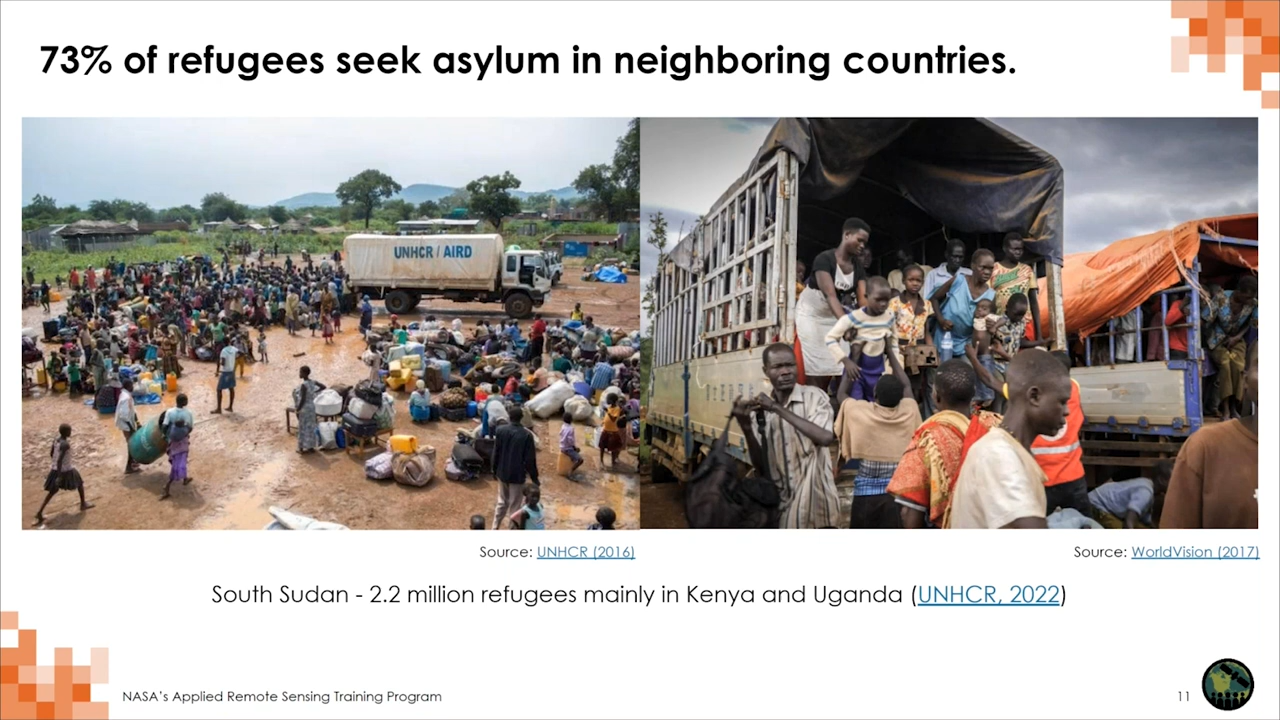 73% of refugees seek asylum in neighboring countries.
UNHCR / AIRD
Source: UNHCR (2016)
Source: WorldVision (2017)
South Sudan - 2.2 million refugees mainly in Kenya and Uganda (UNHCR, 2022)
NASA's Applied Remote Sensing Training Program
11